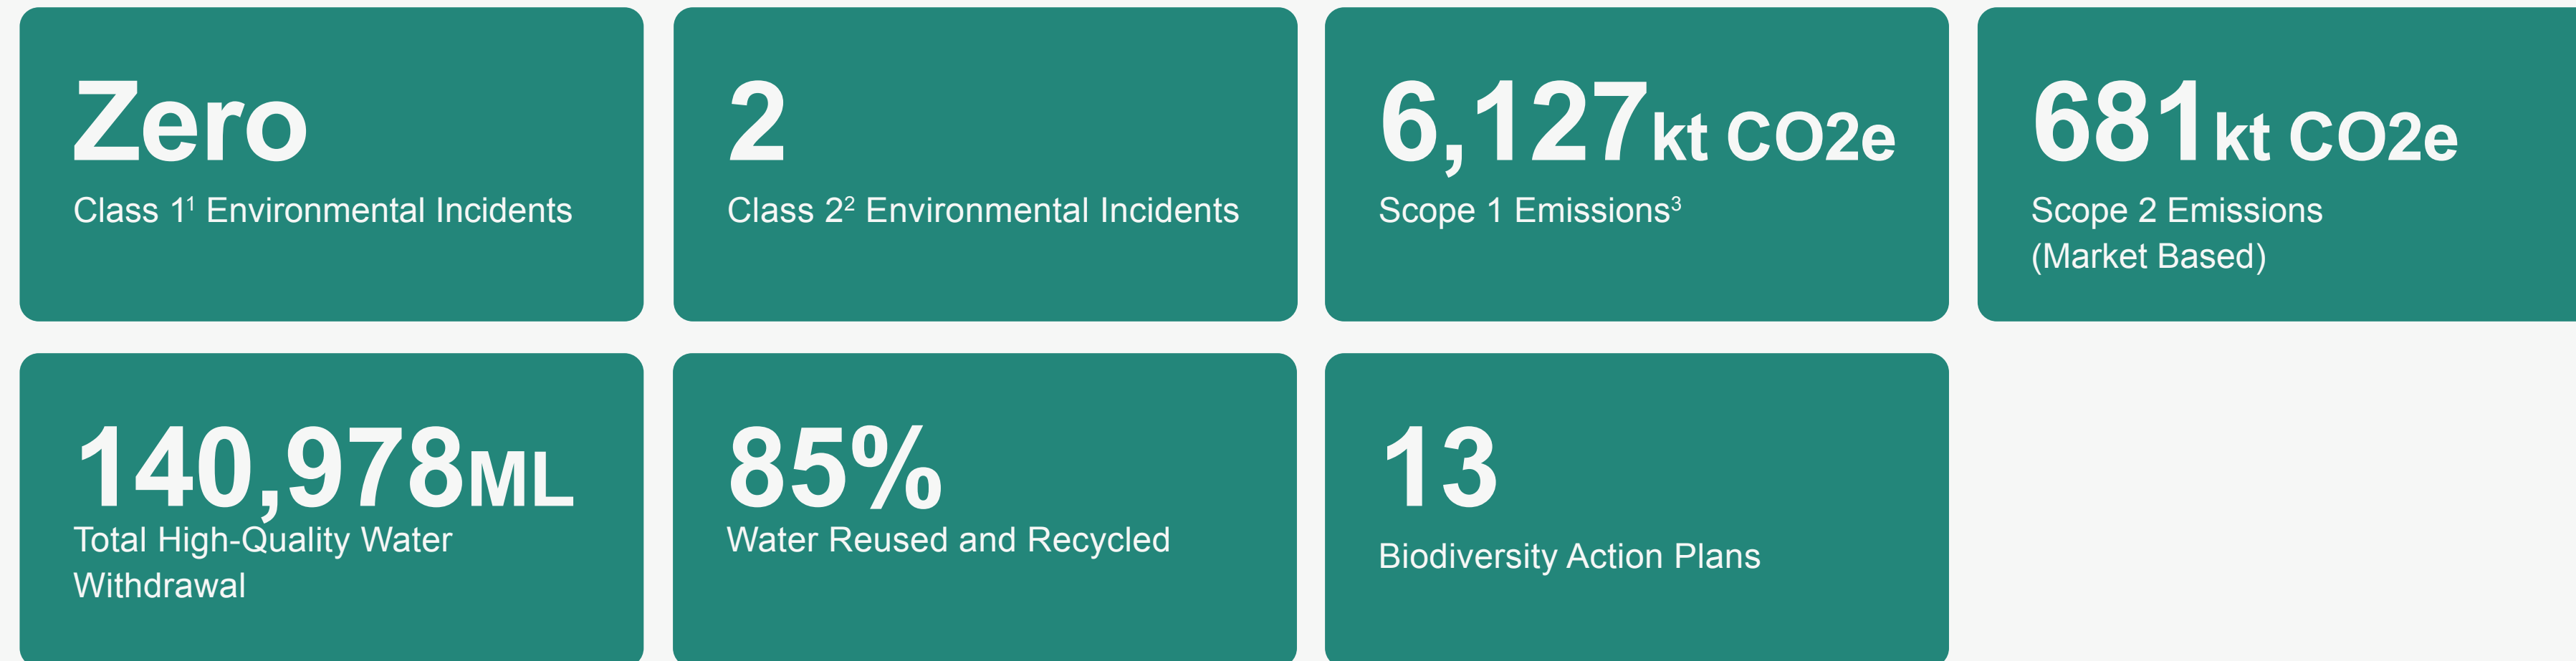 Zero
Class 1¹ Environmental Incidents
2
Class 2² Environmental Incidents
6,127kt CO2e
Scope 1 Emissions³
681kt CO2e
Scope 2 Emissions
(Market Based)
140,978ML
Total High-Quality Water
Withdrawal
85%
Water Reused and Recycled
13
Biodiversity Action Plans